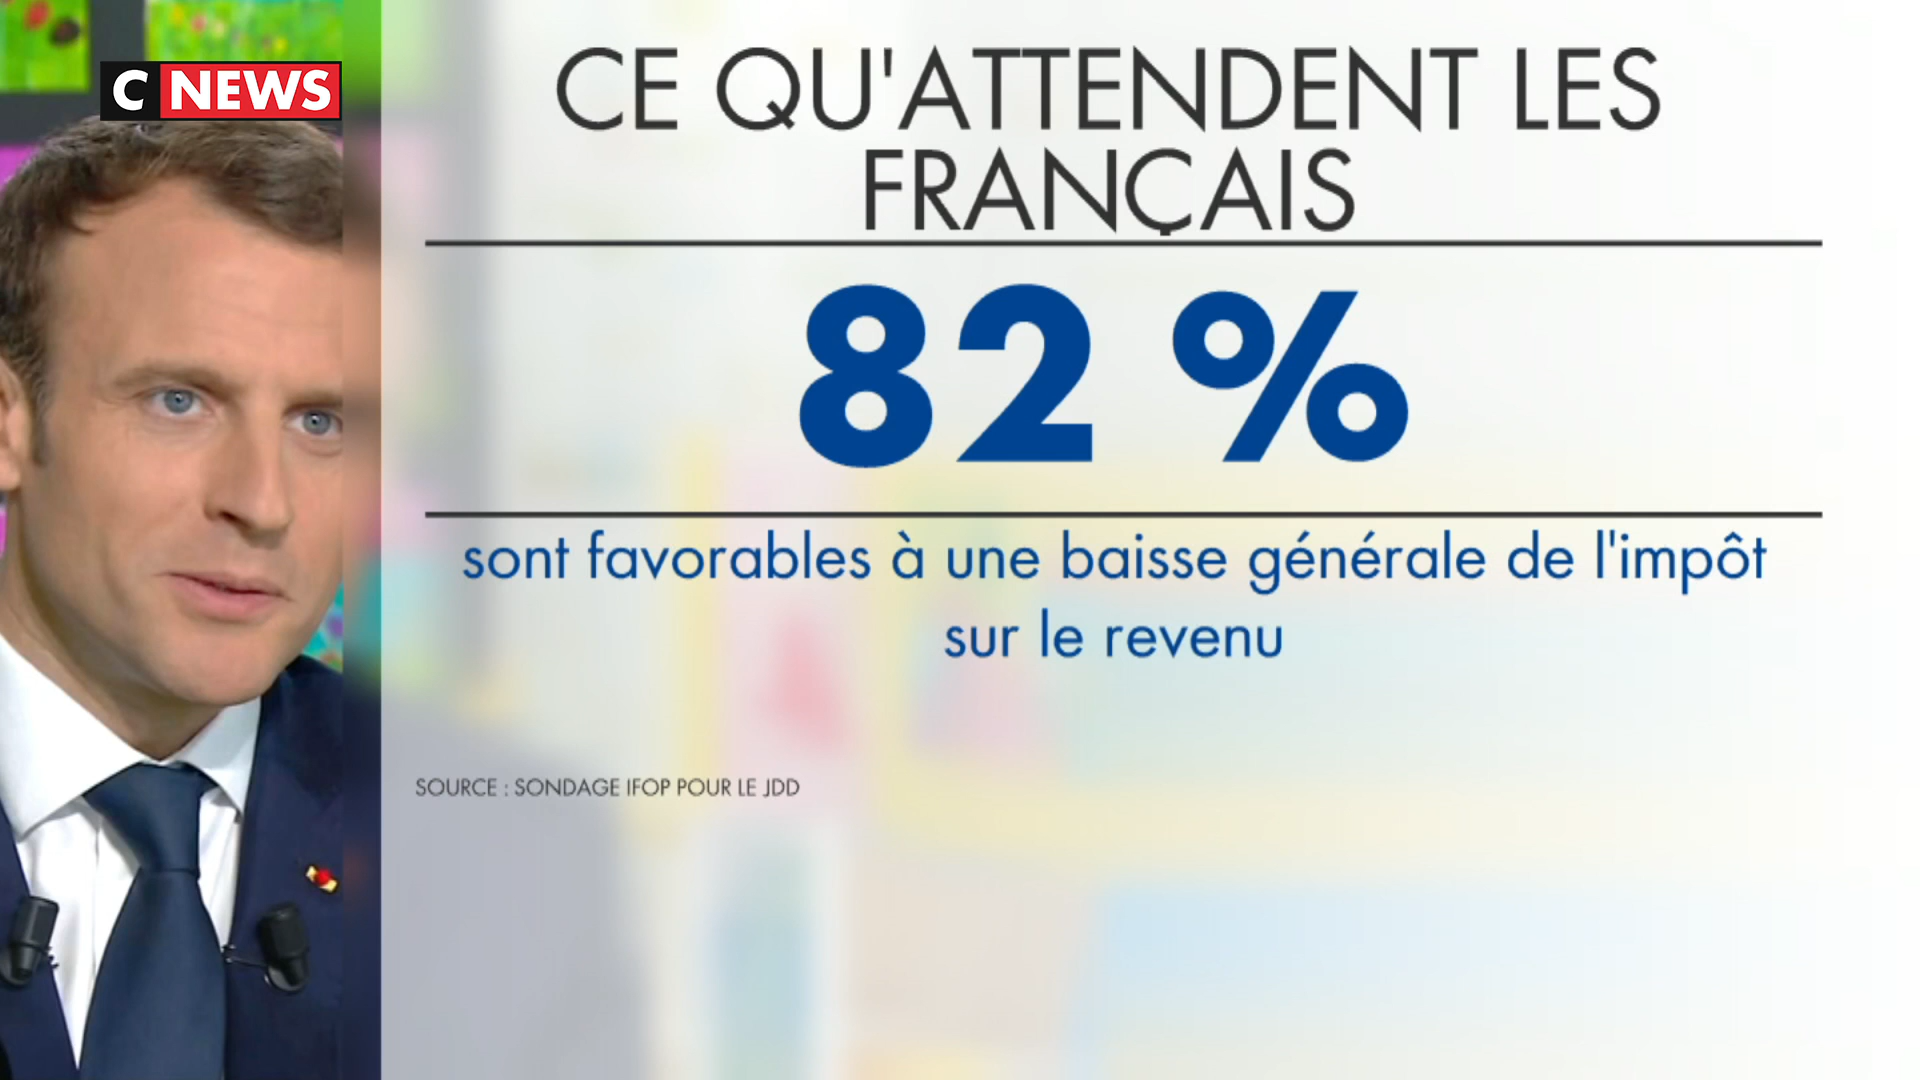 C NEWS
CE QU'ATTENDENT LES
FRANÇAIS
82 %
sont favorables à une baisse générale de l'impôt
sur le revenu
SOURCE : SONDAGE IFOP POUR LE JDD